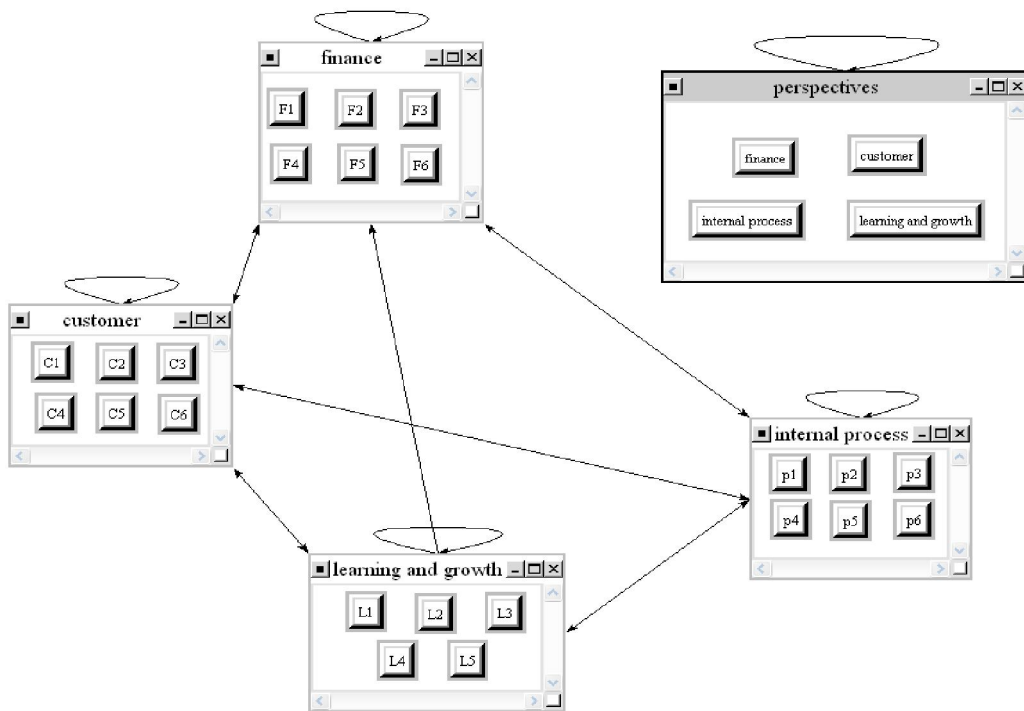 finance
F1 F2 F3
F4 F5 F6
perspectives
finance customer
internal process learning and growth
customer
C1 C2 C3
C4 C5 C6
internal process
p1 p2 p3
p4 p5 p6
learning and growth
L1 L2 L3
L4 L5